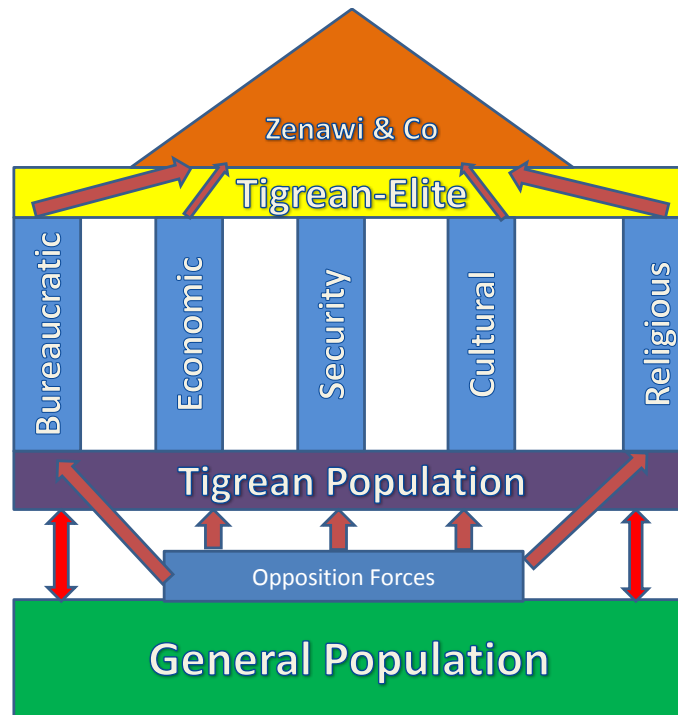 Zenawi & Co
Tigrean-Elite
Bureaucratic
Economic
Security
Cultural
Religious
Tigrean Population
Opposition Forces
General Population